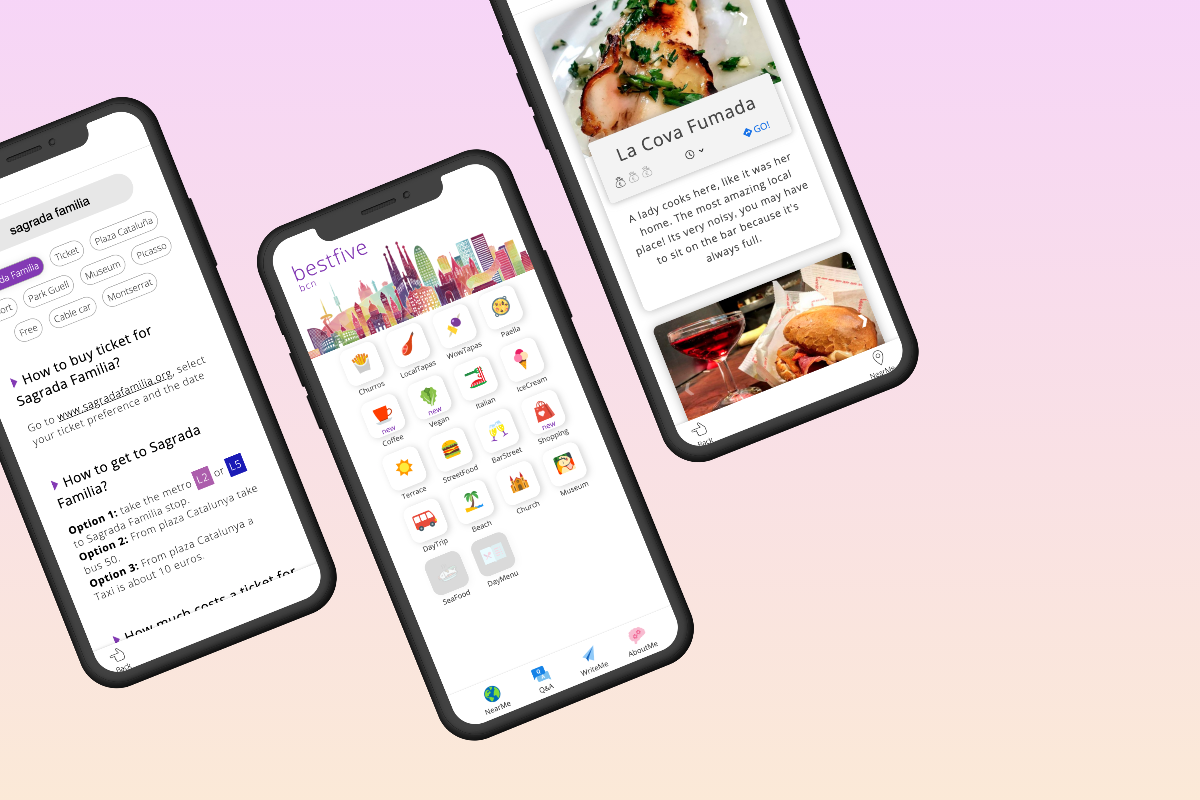 sagrada familia
da Familia
Ticket
Plaza Cataluña
ort
Park Guell
Museum
Picasso
Free
Cable car
Montserrat
How to buy ticket for
Sagrada Familia?
Go to www.sagradafamilia.org, select
your ticket preference and the date
How to get to Sagrada
Familia?
Option 1: take the metro L2 or L5
to Sagrada Familia stop.
Option 2: From plaza Catalunya take
bus 50.
Option 3: From plaza Catalunya a
Taxi is about 10 euros.
How much costs a ticket for
Back
bestfive
bcn
Churros
LocalTapas
WowTapas
Paella
new
Coffee
new
Vegan
Italian
IceCream
Terrace
StreetFood
BarStreet
new
Shopping
DayTrip
Beach
Church
Museum
SeaFood
DayMenu
NearMe
Q&A
WriteMe
AboutMe
La Cova Fumada
GO!
A lady cooks here, like it was her
home. The most amazing local
place! Its very noisy, you may have
to sit on the bar because it's
always full.
Back
NearMe